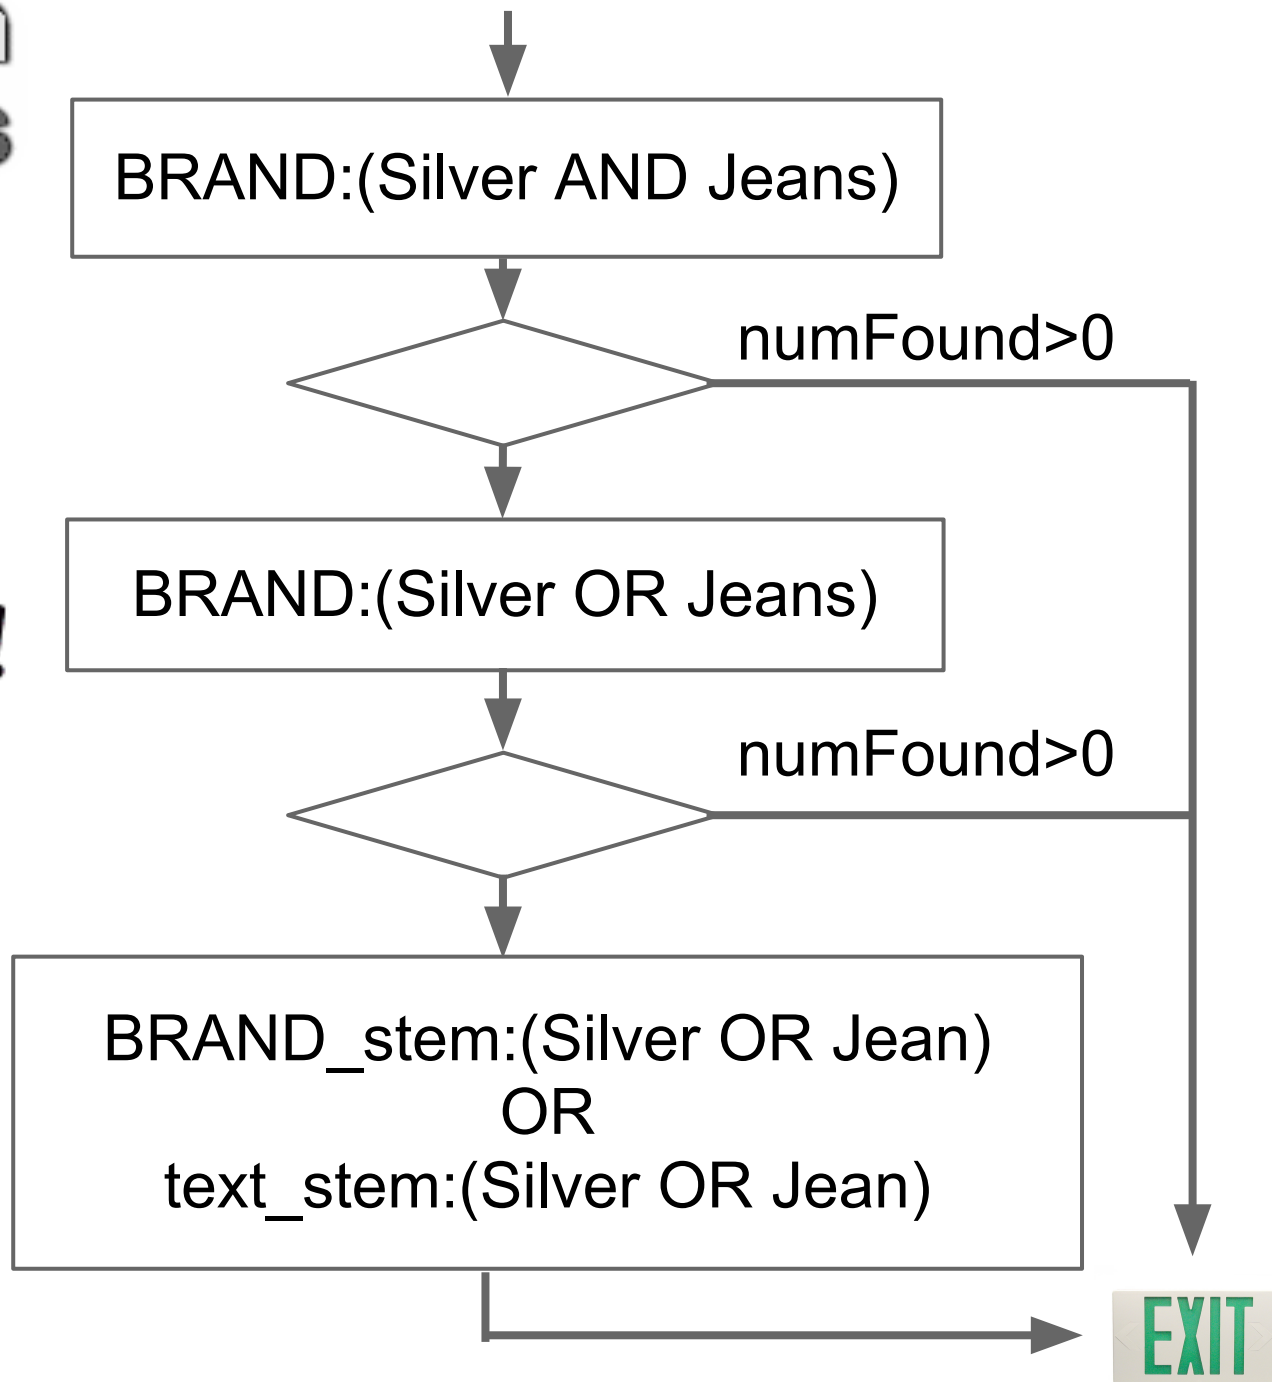 BRAND:(Silver AND Jeans)
numFound>0
BRAND:(Silver OR Jeans)
numFound>0
BRAND_stem:(Silver OR Jean)
OR
text_stem:(Silver OR Jean)
EXIT